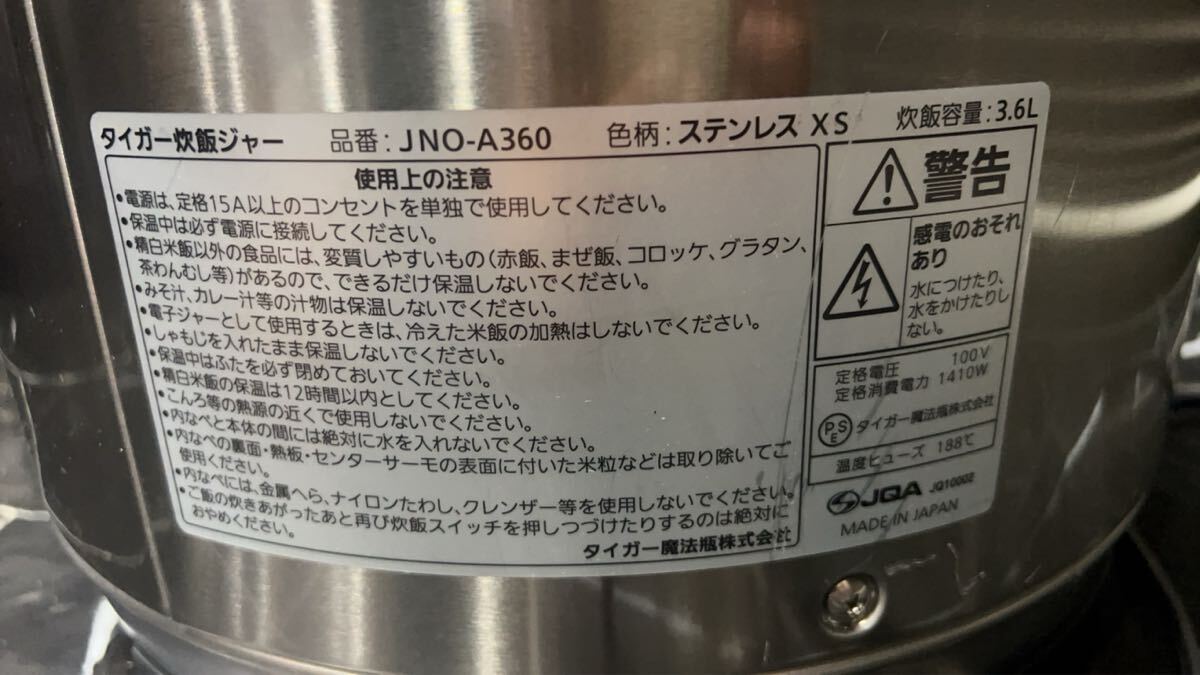 タイガー炊飯ジャー 品番:JNO-A360 色柄:ステンレス XS 炊飯容量:3.6L
使用上の注意
•電源は、定格15A以上のコンセントを単独で使用してください。
•保温中は必ず電源に接続してください。
•精白米飯以外の食品には、変質しやすいもの(赤飯、まぜ飯、コロッケ、グラタン、
茶わんむし等)があるので、できるだけ保温しないでください。
•みそ汁、カレー汁等の汁物は保温しないでください。
•電子ジャーとして使用するときは、冷えた米飯の加熱はしないでください。
•しゃもじを入れたまま保温しないでください。
•保温中はふたを必ず閉めておいてください。
•精白米飯の保温は12時間以内としてください。
•こんろ等の熱源の近くで使用しないでください。
•内なべと本体の間には絶対に水を入れないでください。
•内なべの裏面・熱板・センターサーモの表面に付いた米粒などは取り除いてご
使用ください。
•内なべには、金属へら、ナイロンたわし、クレンザー等を使用しないでください。
•ご飯の炊きあがったあと再び炊飯スイッチを押しつづけたりするのは絶対に
おやめください。
タイガー魔法瓶株式会社
警告
感電のおそれ
あり
水につけたり、
水をかけたりし
ない。
定格電圧 100V
定格消費電力 1410W
PSE タイガー魔法瓶株式会社
温度ヒューズ 188℃
JQA JQ10002
MADE IN JAPAN